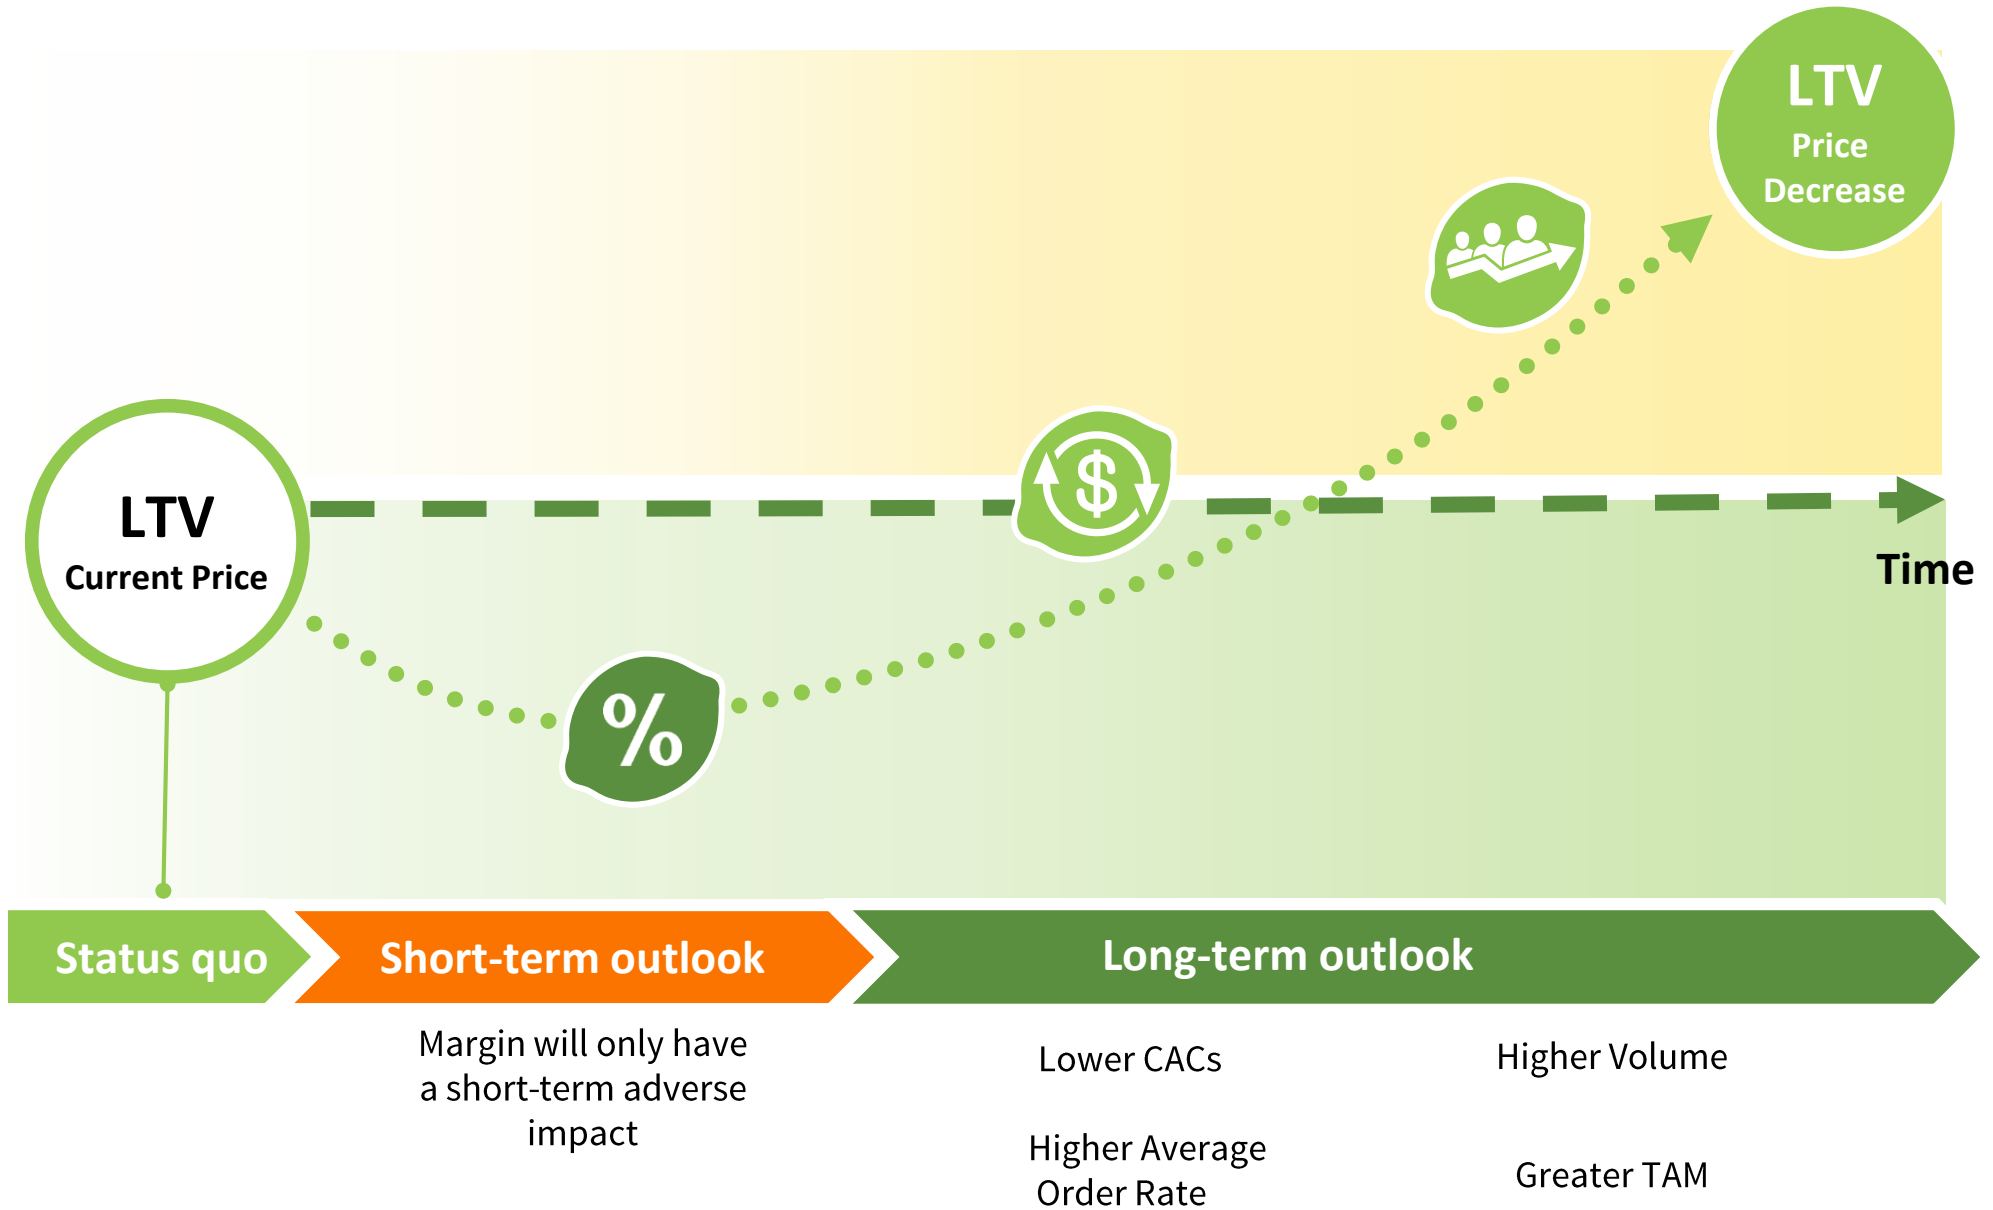 LTV
Price
Decrease
$
LTV
Current Price
Time
%
Status quo
Short-term outlook
Long-term outlook
Margin will only have
a short-term adverse
impact
Lower CACs
Higher Average
Order Rate
Higher Volume
Greater TAM